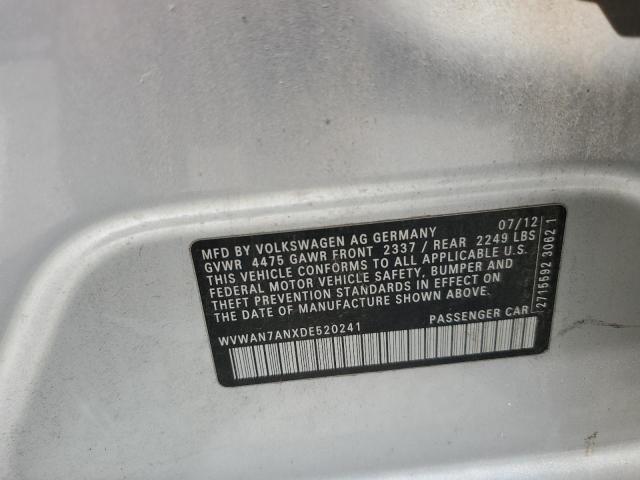 07/12
MFD BY VOLKSWAGEN AG GERMANY
GVWR 4475 GAWR FRONT 2337 / REAR 2249 LBS
THIS VEHICLE CONFORMS TO ALL APPLICABLE U.S.
FEDERAL MOTOR VEHICLE SAFETY, BUMPER AND
THEFT PREVENTION STANDARDS IN EFFECT ON
THE DATE OF MANUFACTURE SHOWN ABOVE.
WVWAN7ANXDE520241 PASSENGER CAR
2715592 3062 1